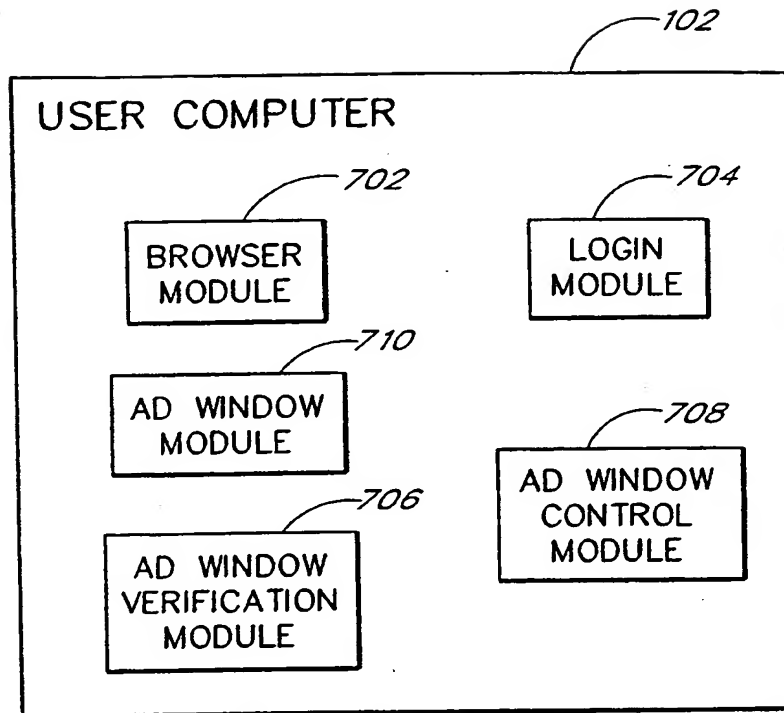 102
USER COMPUTER
702
BROWSER
MODULE
704
LOGIN
MODULE
710
AD WINDOW
MODULE
708
AD WINDOW
CONTROL
MODULE
706
AD WINDOW
VERIFICATION
MODULE